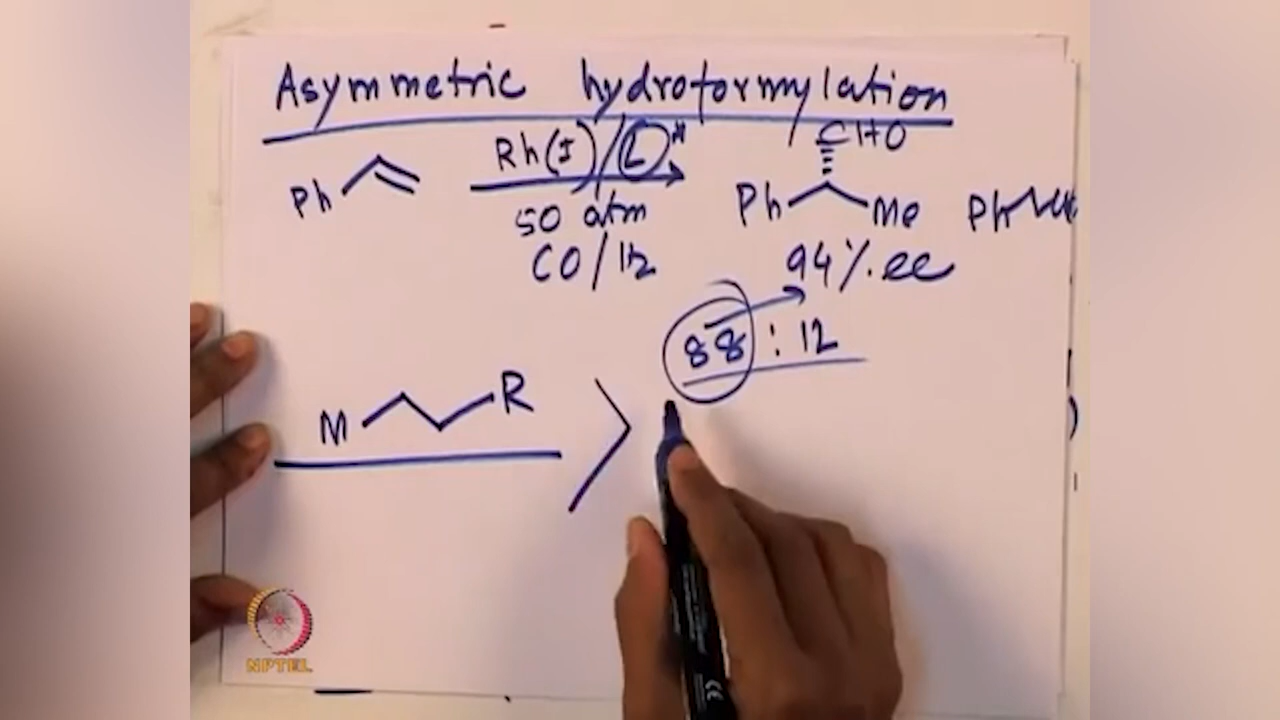 Asymmetric hydroformylation
Ph Rh(I)/L* CHO
Ph Me Ph
50 atm
CO/H2 94%.ee
88 : 12
M R
NPTEL